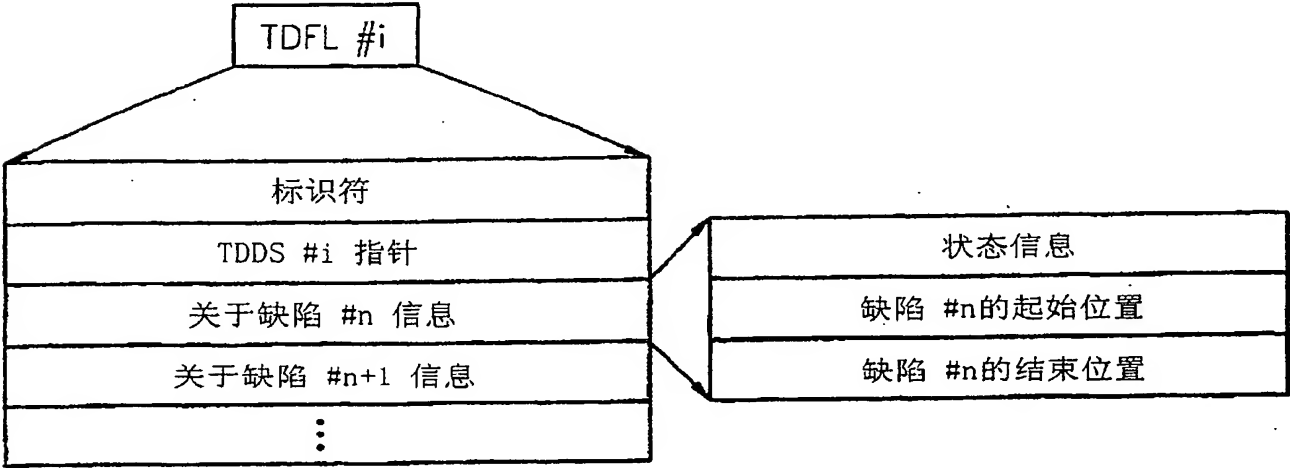 TDFL #i
标识符
TDDS #i 指针
关于缺陷 #n 信息
关于缺陷 #n+1 信息
⋮
状态信息
缺陷 #n的起始位置
缺陷 #n的结束位置